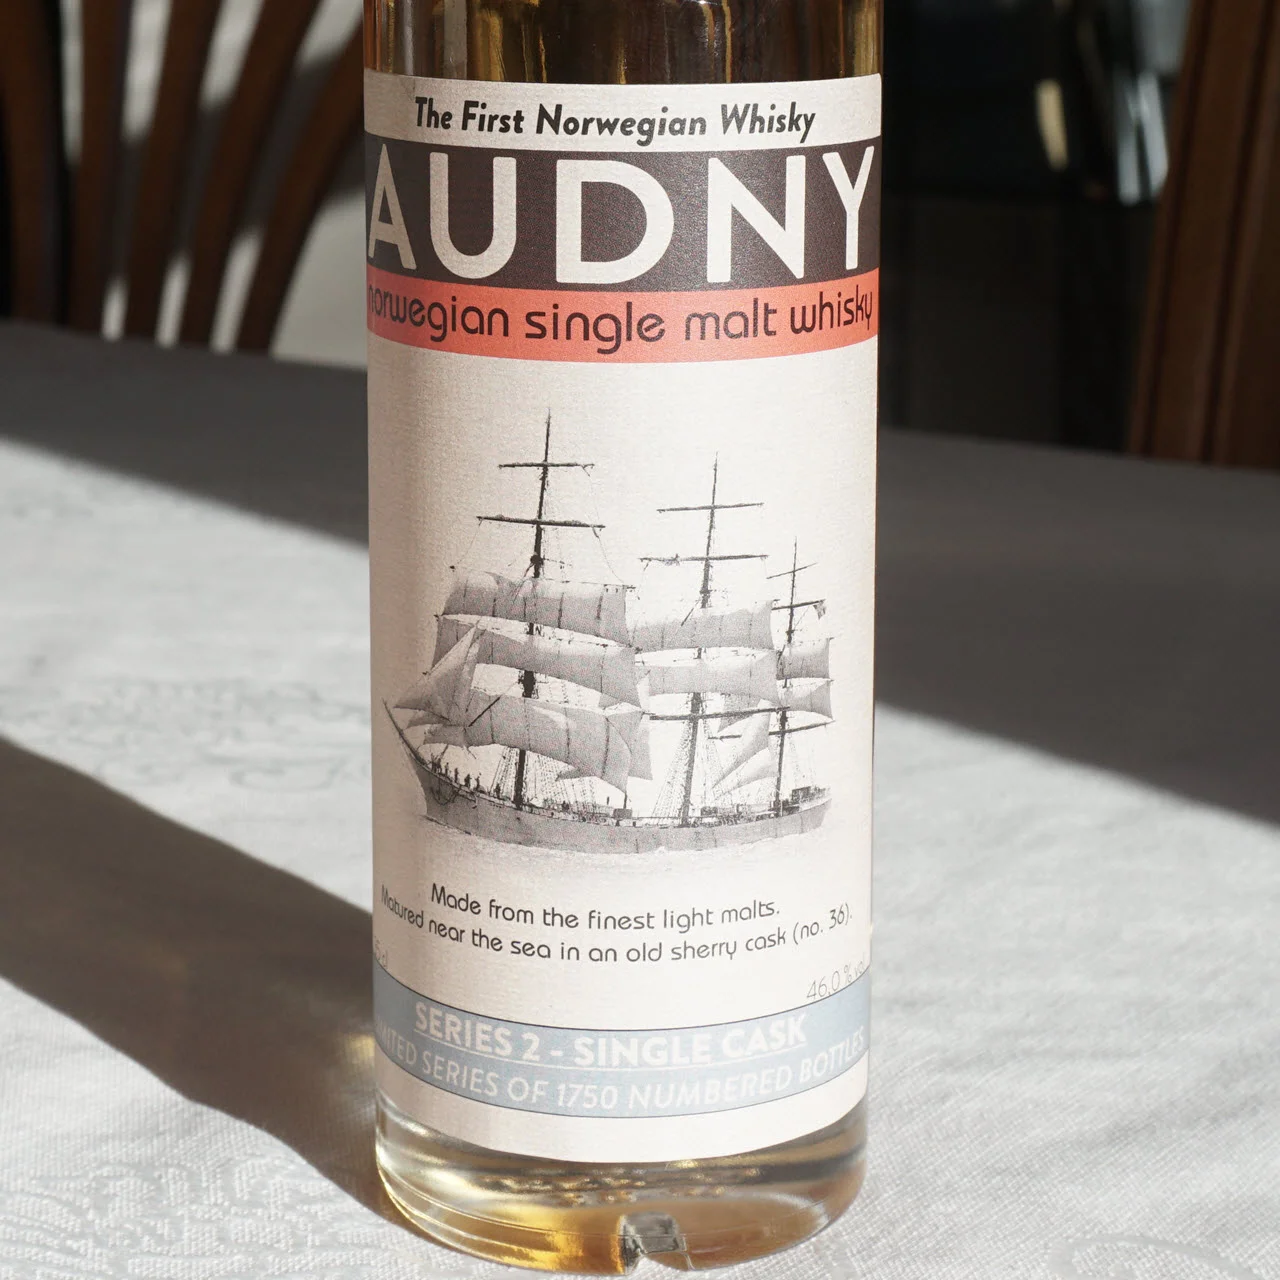 The First Norwegian Whisky
AUDNY
norwegian single malt whisky
Made from the finest light malts.
Matured near the sea in an old sherry cask (no. 36).
46,0 % vol
SERIES 2 - SINGLE CASK
SERIES OF 1750 NUMBERED BOTTLES